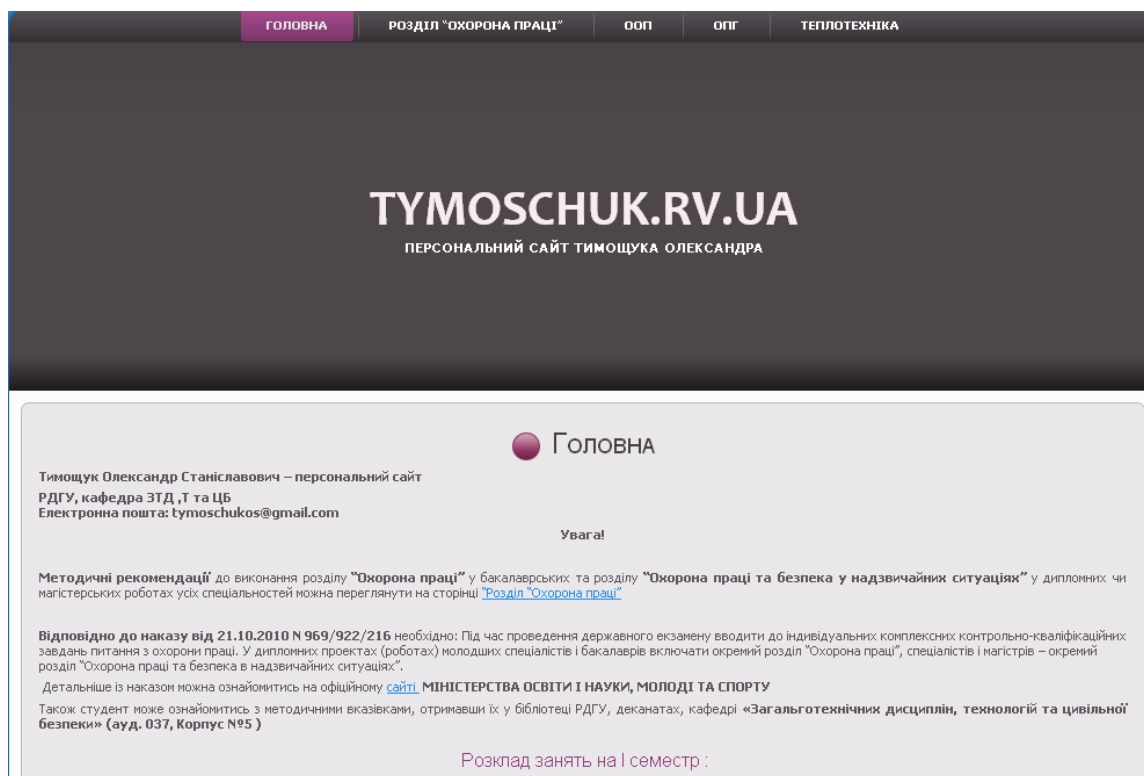 ГОЛОВНА РОЗДІЛ "ОХОРОНА ПРАЦІ" ООП ОПГ ТЕПЛОТЕХНІКА
TYMOSCHUK.RV.UA
ПЕРСОНАЛЬНИЙ САЙТ ТИМОЩУКА ОЛЕКСАНДРА
Головна
Тимощук Олександр Станіславович – персональний сайт
РДГУ, кафедра ЗТД ,Т та ЦБ
Електронна пошта: tymoschukos@gmail.com
Увага!
Методичні рекомендації до виконання розділу "Охорона праці" у бакалаврських та розділу "Охорона праці та безпека у надзвичайних ситуаціях" у дипломних чи
магістерських роботах усіх спеціальностей можна переглянути на сторінці "Розділ "Охорона праці"
Відповідно до наказу від 21.10.2010 N 969/922/216 необхідно: Під час проведення державного екзамену вводити до індивідуальних комплексних контрольно-кваліфікаційних
завдань питання з охорони праці. У дипломних проектах (роботах) молодших спеціалістів і бакалаврів включати окремий розділ "Охорона праці", спеціалістів і магістрів – окремий
розділ "Охорона праці та безпека в надзвичайних ситуаціях".
Детальніше із наказом можна ознайомитись на офіційному сайті МІНІСТЕРСТВА ОСВІТИ І НАУКИ, МОЛОДІ ТА СПОРТУ
Також студент може ознайомитись з методичними вказівками, отримавши їх у бібліотеці РДГУ, деканатах, кафедрі «Загальготехнічних дисциплін, технологій та цивільної
безпеки» (ауд. 037, Корпус №5 )
Розклад занять на І семестр :